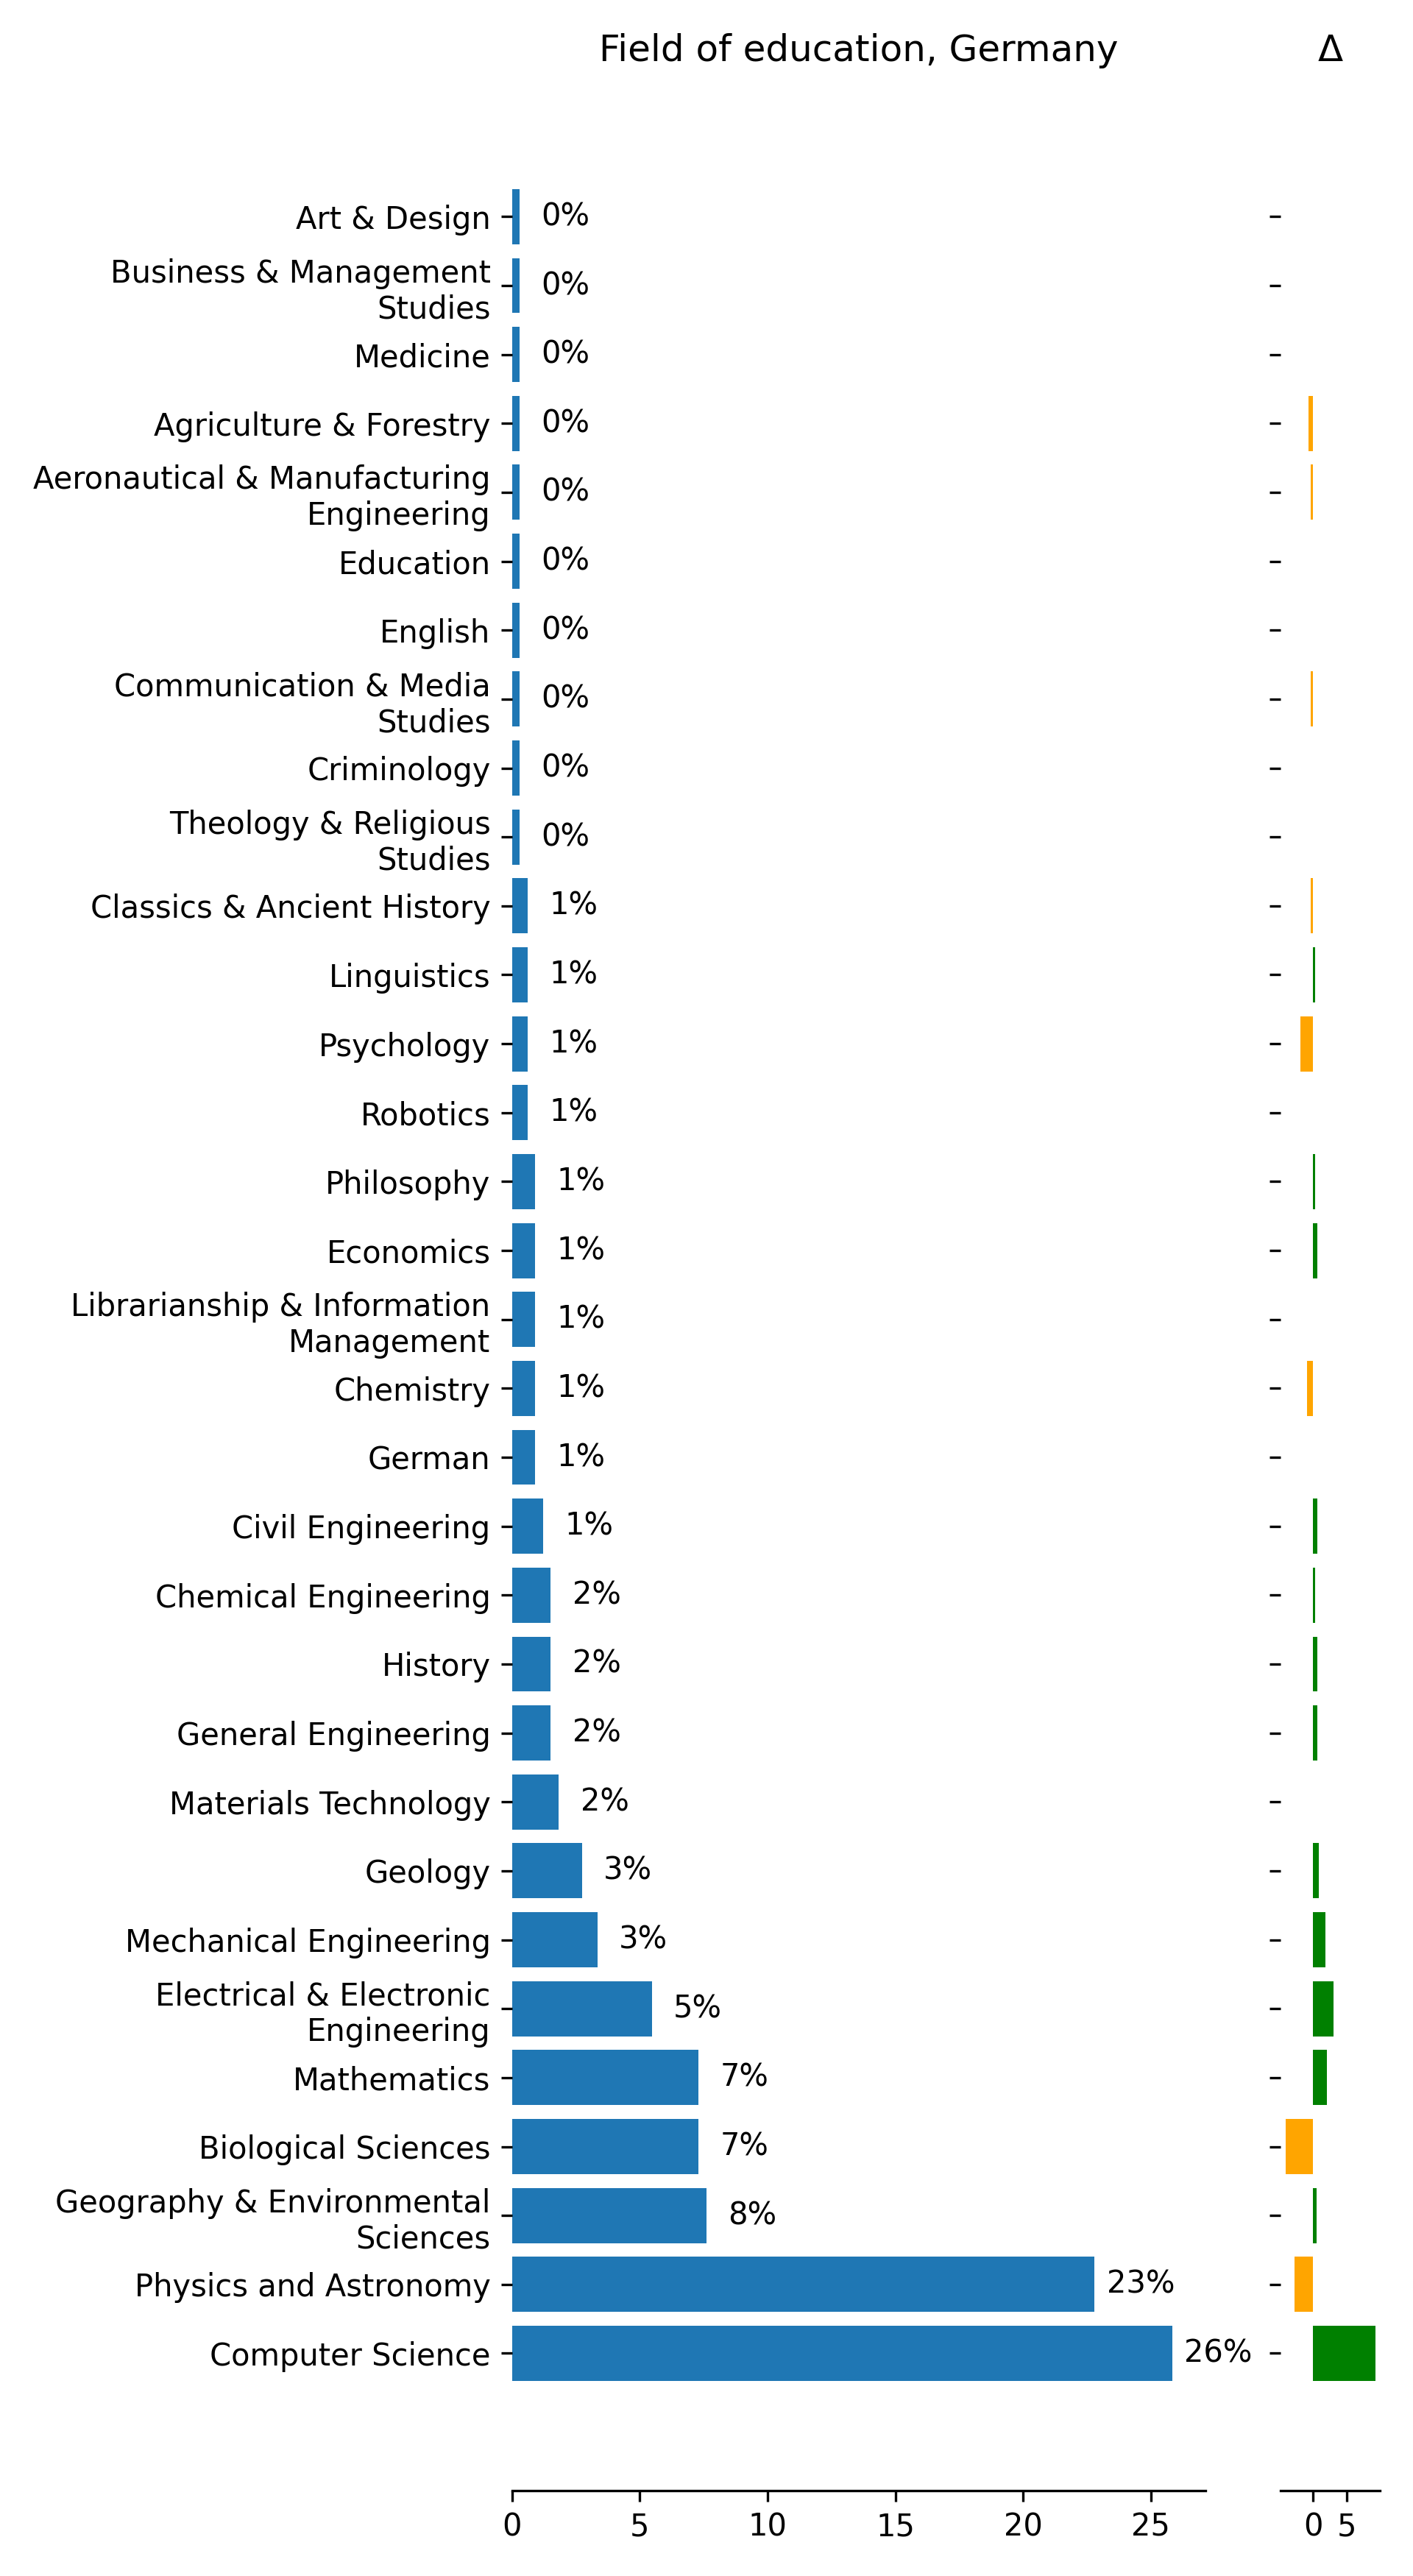 Field of education, Germany Δ
Art & Design 0%
Business & Management
Studies 0%
Medicine 0%
Agriculture & Forestry 0%
Aeronautical & Manufacturing
Engineering 0%
Education 0%
English 0%
Communication & Media
Studies 0%
Criminology 0%
Theology & Religious
Studies 0%
Classics & Ancient History 1%
Linguistics 1%
Psychology 1%
Robotics 1%
Philosophy 1%
Economics 1%
Librarianship & Information
Management 1%
Chemistry 1%
German 1%
Civil Engineering 1%
Chemical Engineering 2%
History 2%
General Engineering 2%
Materials Technology 2%
Geology 3%
Mechanical Engineering 3%
Electrical & Electronic
Engineering 5%
Mathematics 7%
Biological Sciences 7%
Geography & Environmental
Sciences 8%
Physics and Astronomy 23%
Computer Science 26%
0 5 10 15 20 25 0 5